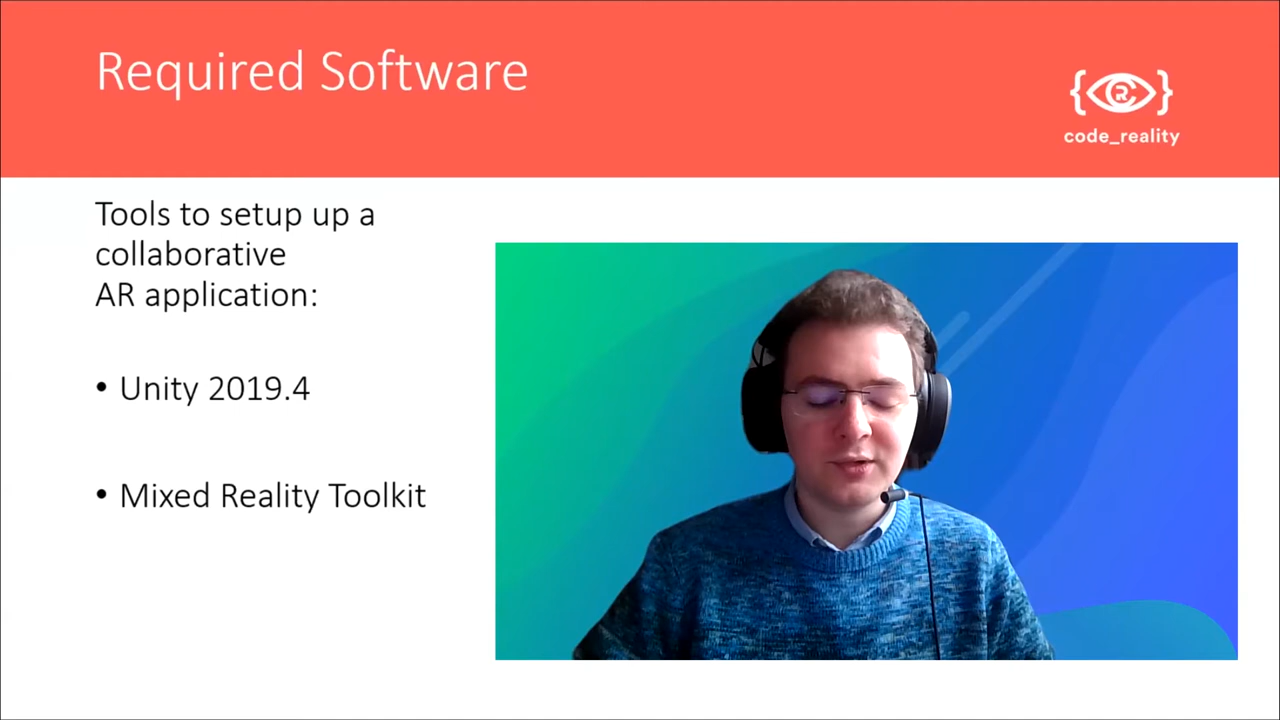 Required Software
{R}
code_reality
Tools to setup up a
collaborative
AR application:
• Unity 2019.4
• Mixed Reality Toolkit